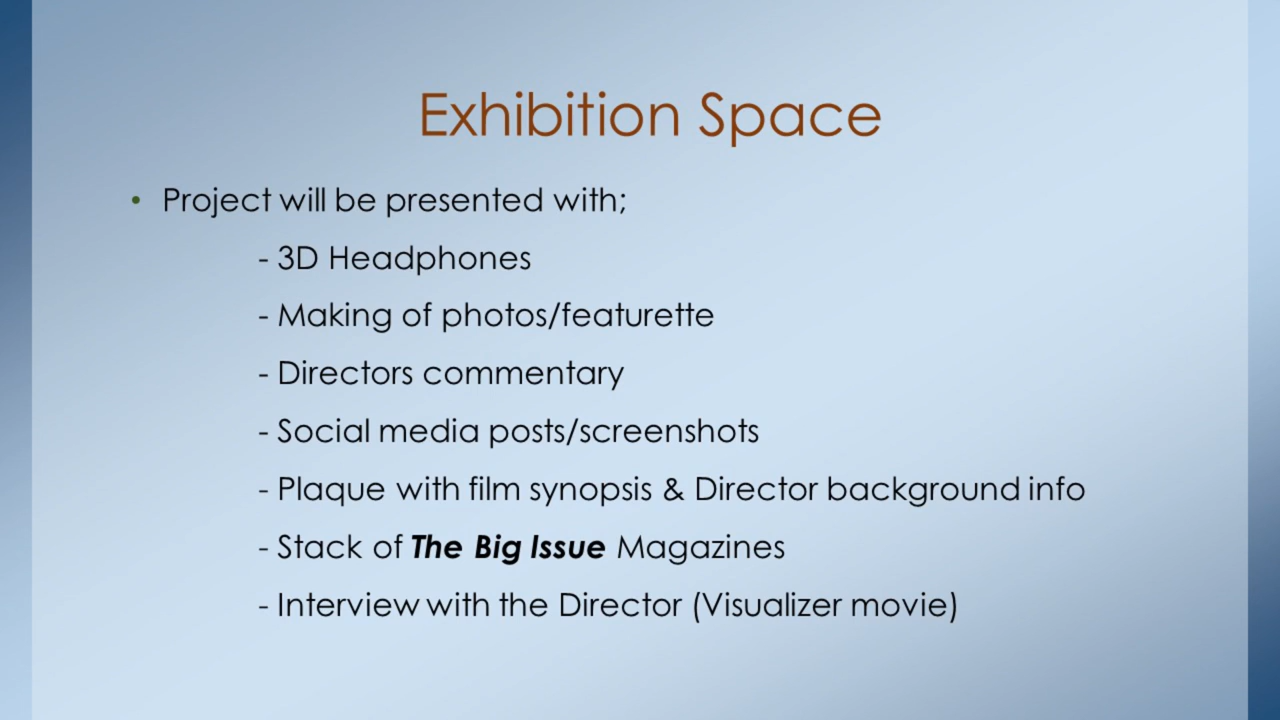 Exhibition Space
• Project will be presented with;
- 3D Headphones
- Making of photos/featurette
- Directors commentary
- Social media posts/screenshots
- Plaque with film synopsis & Director background info
- Stack of The Big Issue Magazines
- Interview with the Director (Visualizer movie)